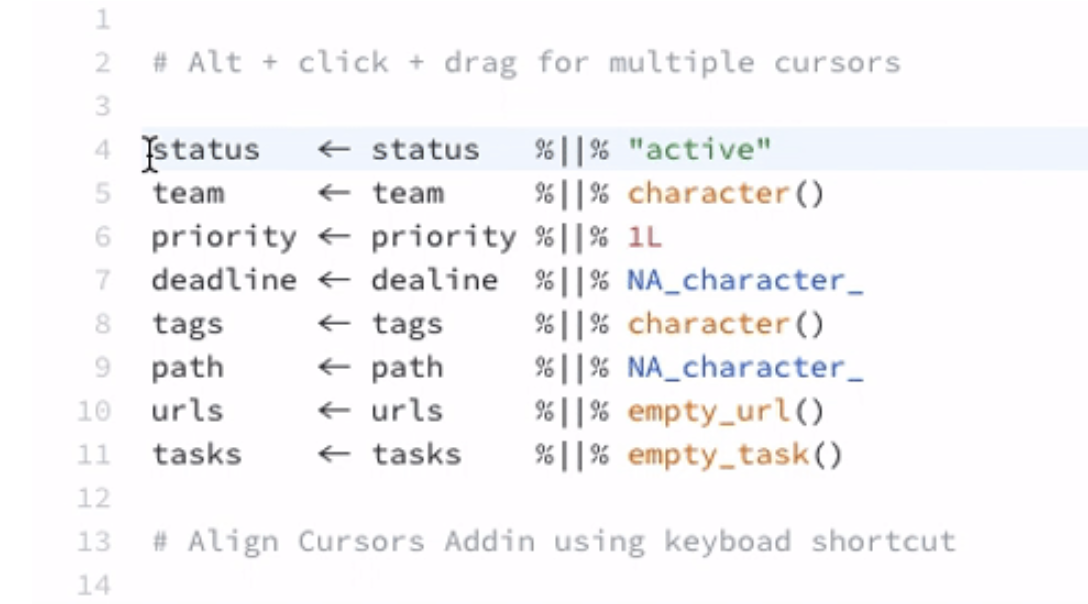 1
2 # Alt + click + drag for multiple cursors
3
4 status   ← status   %||% "active"
5 team     ← team     %||% character()
6 priority ← priority %||% 1L
7 deadline ← dealine  %||% NA_character_
8 tags     ← tags     %||% character()
9 path     ← path     %||% NA_character_
10 urls     ← urls     %||% empty_url()
11 tasks    ← tasks    %||% empty_task()
12
13 # Align Cursors Addin using keyboad shortcut
14